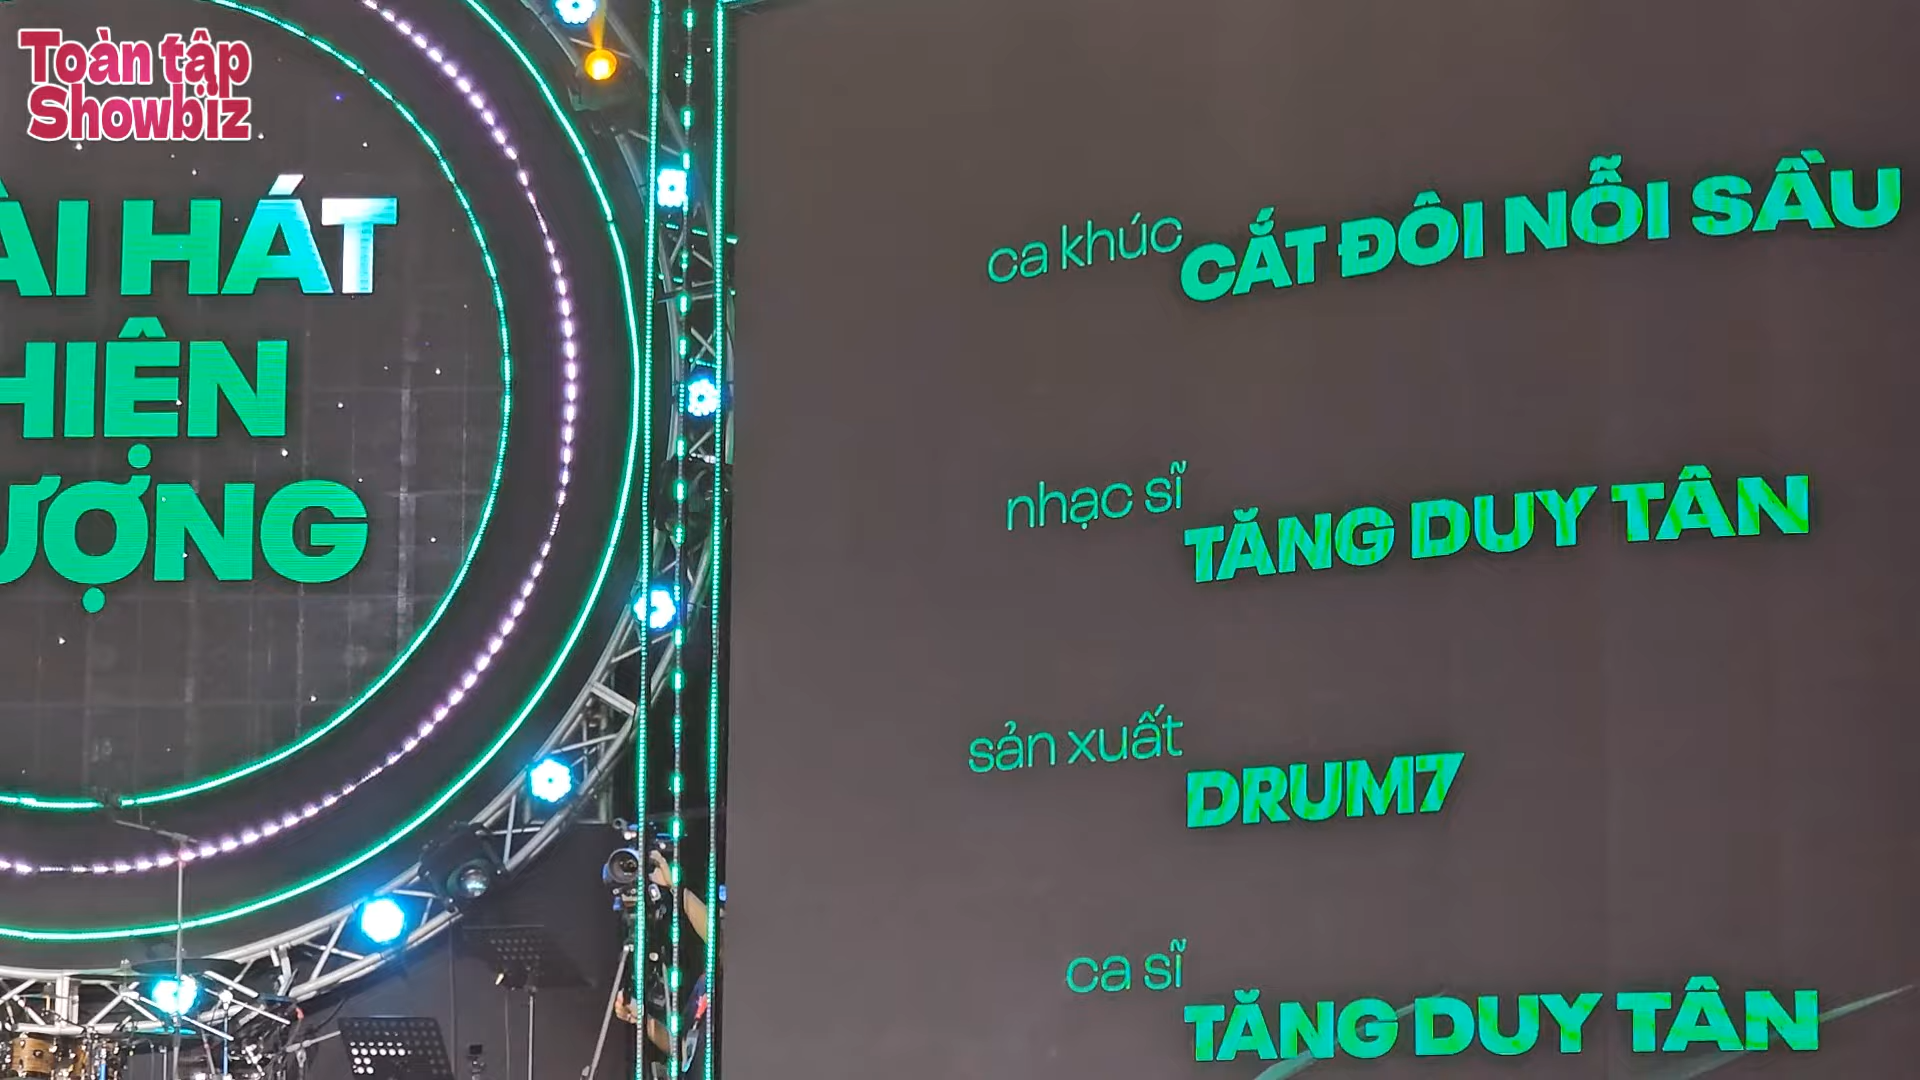 Toàn tập
Showbiz
ÀI HÁT
HIỆN
ƯỢNG
ca khúc CẮT ĐÔI NỖI SẦU
nhạc sĩ TĂNG DUY TÂN
sản xuất DRUM7
ca sĩ TĂNG DUY TÂN